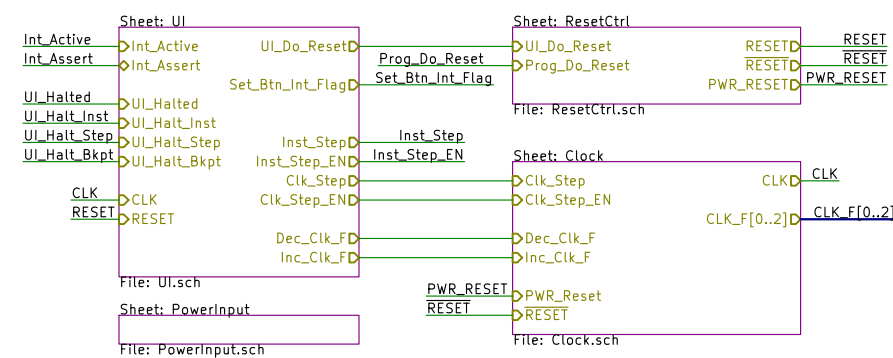 Sheet: UI
Int_Active
Int_Active
UI_Do_Reset
Int_Assert
Int_Assert
Set_Btn_Int_Flag
Set_Btn_Int_Flag
UI_Halted
UI_Halted
UI_Halt_Inst
UI_Halt_Inst
UI_Halt_Step
UI_Halt_Step
Inst_Step
Inst_Step
UI_Halt_Bkpt
UI_Halt_Bkpt
Inst_Step_EN
Inst_Step_EN
Clk_Step
CLK
CLK
Clk_Step_EN
RESET
RESET
Dec_Clk_F
Inc_Clk_F
File: UI.sch
Sheet: PowerInput
File: PowerInput.sch
Sheet: ResetCtrl
UI_Do_Reset
RESET
RESET
Prog_Do_Reset
Prog_Do_Reset
RESET
RESET
PWR_RESET
PWR_RESET
File: ResetCtrl.sch
Sheet: Clock
Clk_Step
CLK
CLK
Clk_Step_EN
CLK_F[0..2]
CLK_F[0..2]
Dec_Clk_F
Inc_Clk_F
PWR_RESET
PWR_Reset
RESET
RESET
File: Clock.sch